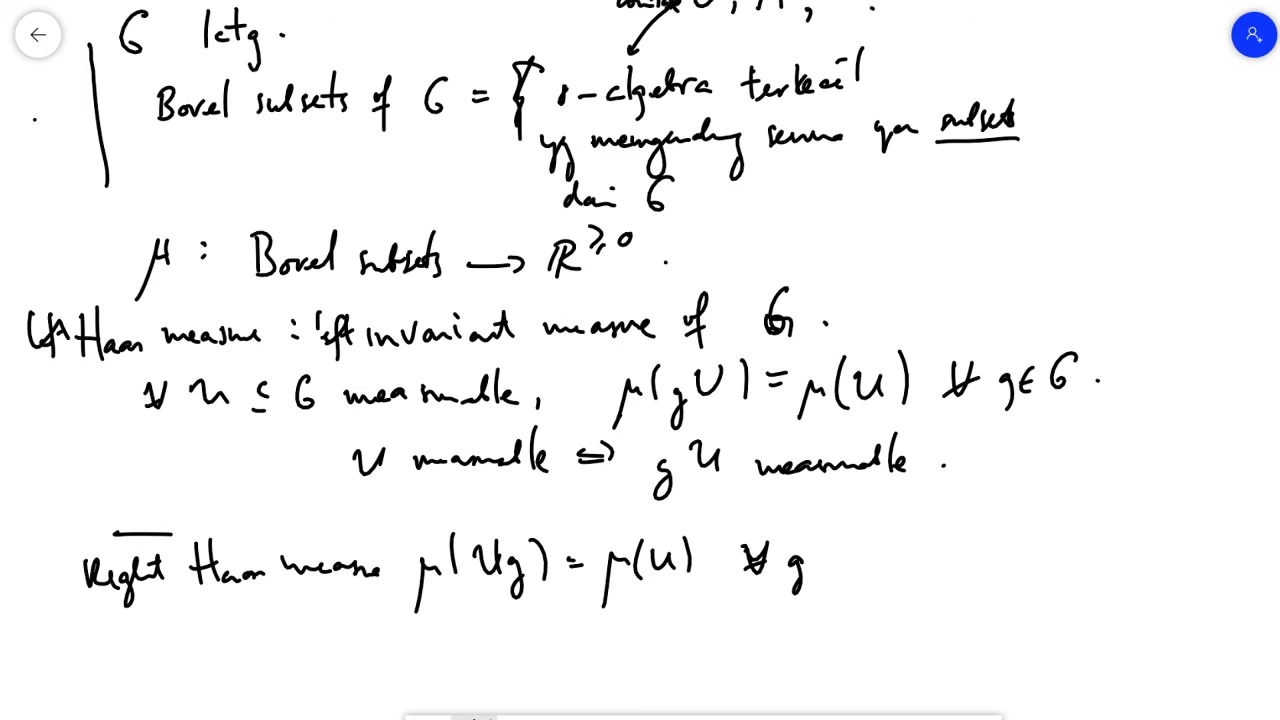 G lctg.
Borel subsets of G = { σ-algebra terkecil
yg mengandung semua open subsets
dari G
μ : Borel subsets → ℝ^{≥0}.
Left Haar measure : left invariant measure of G.
∀ U ⊆ G measurable, μ(gU) = μ(U) ∀ g ∈ G.
U measurable ⇔ gU measurable.
Right Haar measure μ(Ug) = μ(U) ∀ g